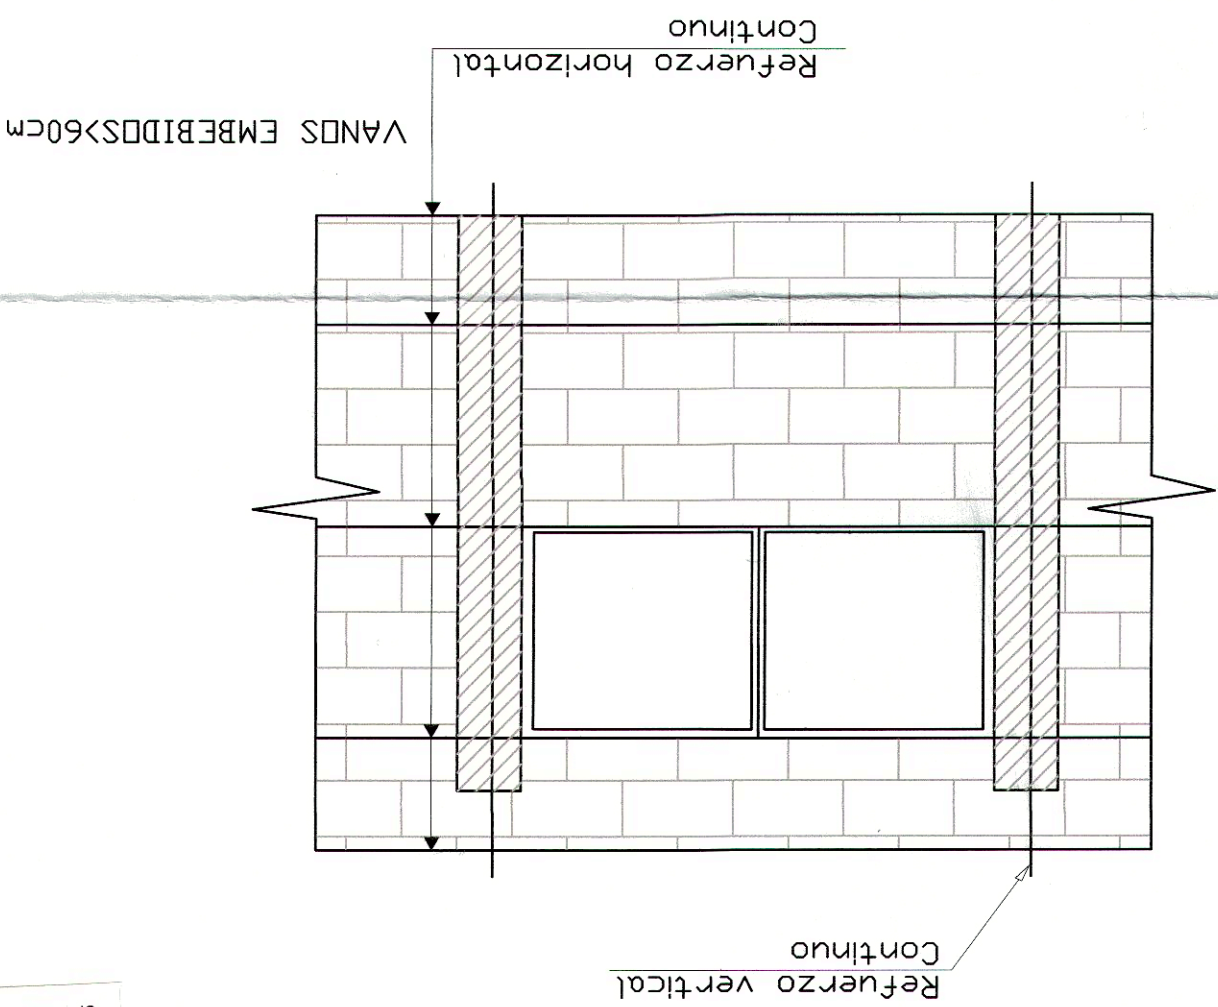 Refuerzo vertical
Continuo
VANOS EMBEBIDOS>60cm
Refuerzo horizontal
Continuo